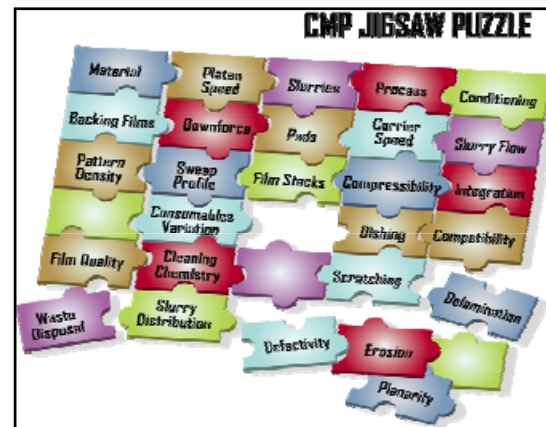 CMP JIGSAW PUZZLE
Material
Platen
Speed
Slurries
Process
Conditioning
Backing Films
Downforce
Pads
Carrier
Speed
Slurry Flow
Pattern
Density
Sweep
Profile
Film Stacks
Compressibility
Integration
Consumables
Variation
Dishing
Compatibility
Film Quality
Cleaning
Chemistry
Scratching
Delamination
Waste
Disposal
Slurry
Distribution
Defectivity
Erosion
Planarity